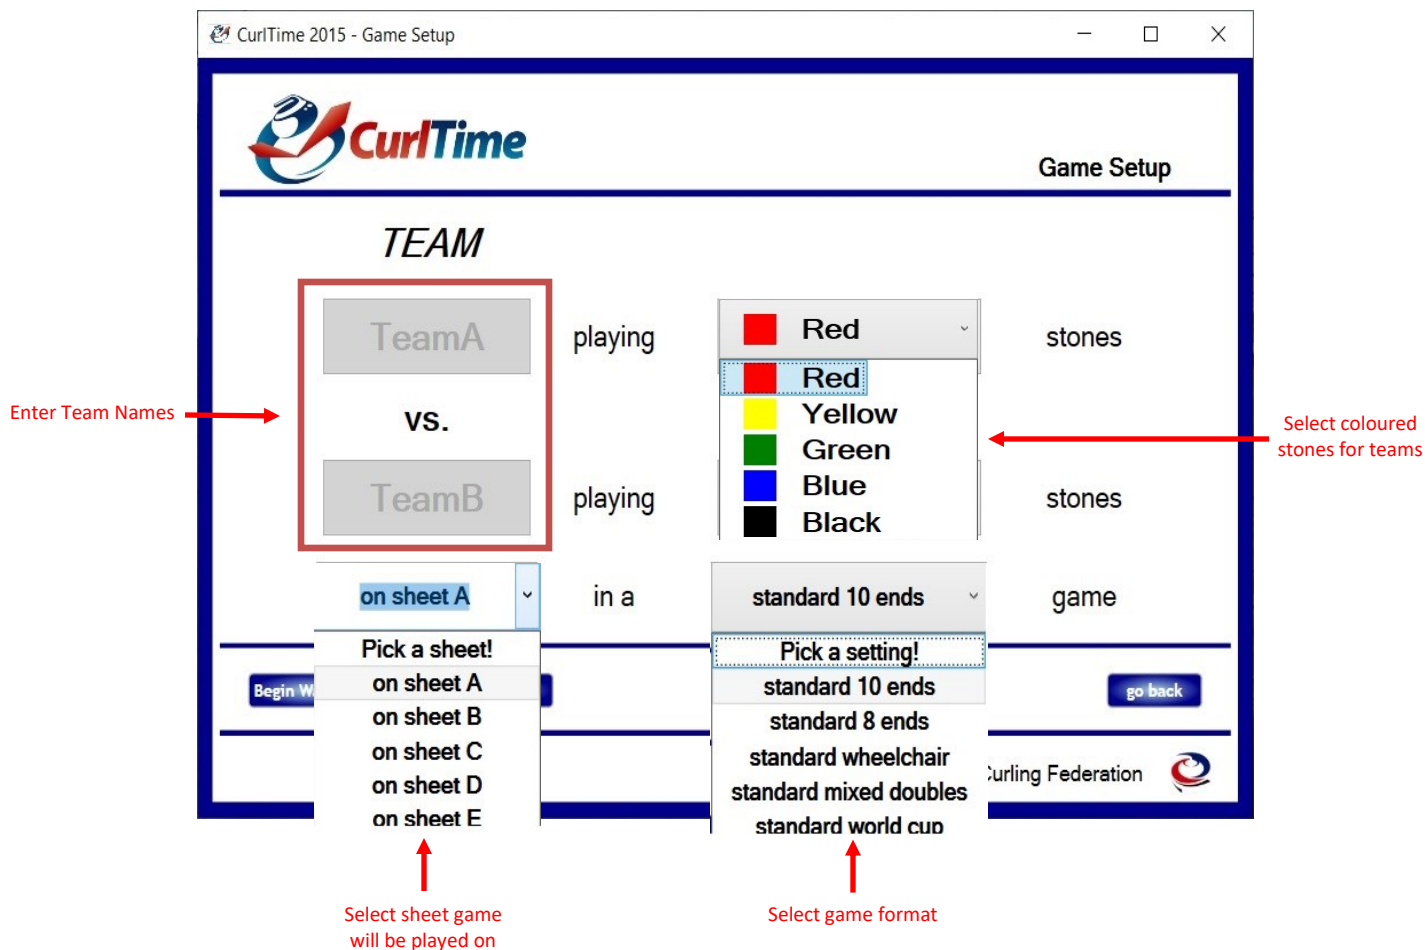 CurlTime 2015 - Game Setup
CurlTime
Game Setup
TEAM
TeamA
playing
Red
stones
Red
Yellow
Green
Blue
Black
Enter Team Names
vs.
Select coloured
stones for teams
TeamB
playing
stones
on sheet A
in a
standard 10 ends
game
Pick a sheet!
on sheet A
on sheet B
on sheet C
on sheet D
on sheet E
Pick a setting!
standard 10 ends
standard 8 ends
standard wheelchair
standard mixed doubles
standard world cup
Begin
go back
Curling Federation
Select sheet game
will be played on
Select game format